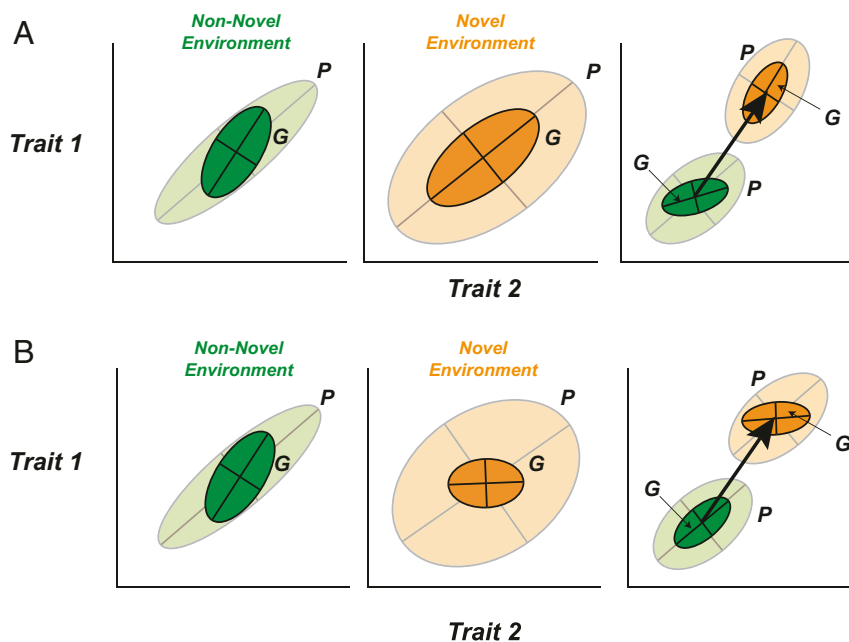 A
Non-Novel
Environment
Novel
Environment
P
P
P
Trait 1
G
G
G
G
P
Trait 2
B
Non-Novel
Environment
Novel
Environment
P
P
P
Trait 1
G
G
G
G
P
Trait 2